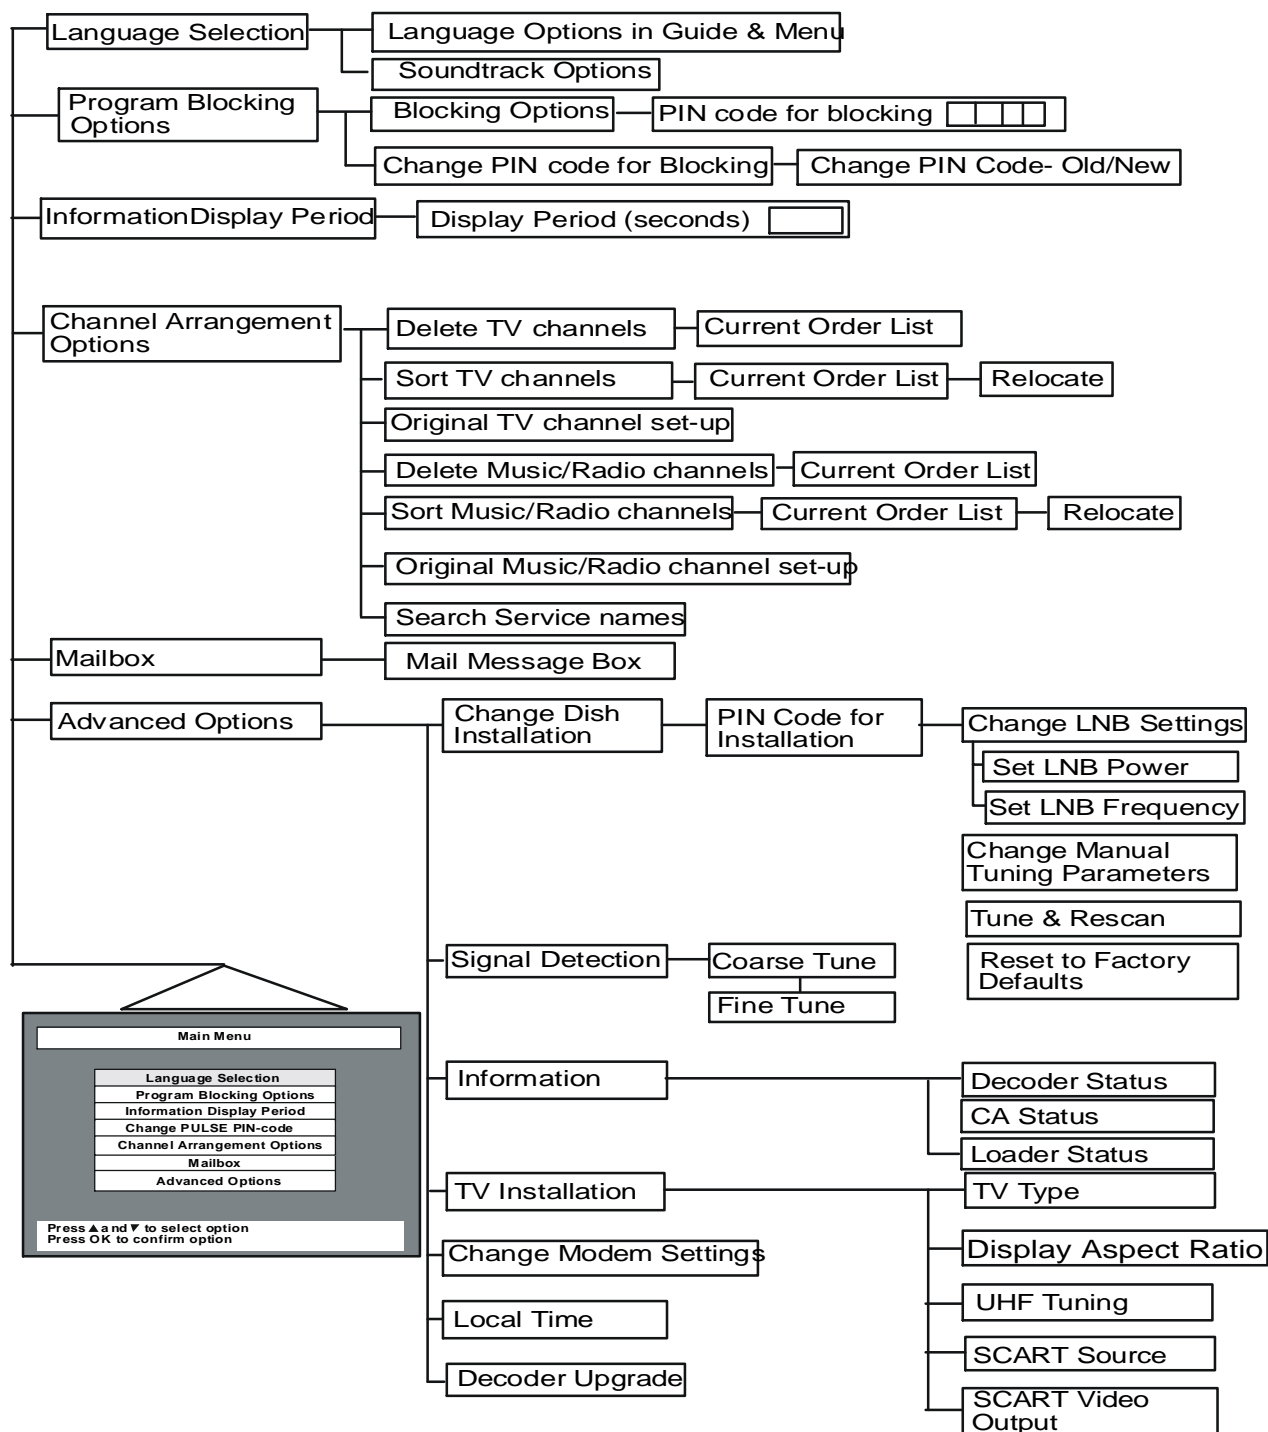 Language Selection
Language Options in Guide & Menu
Soundtrack Options
Program Blocking
Options
Blocking Options
PIN code for blocking
Change PIN code for Blocking
Change PIN Code- Old/New
InformationDisplay Period
Display Period (seconds)
Channel Arrangement
Options
Delete TV channels
Current Order List
Sort TV channels
Current Order List
Relocate
Original TV channel set-up
Delete Music/Radio channels
Current Order List
Sort Music/Radio channels
Current Order List
Relocate
Original Music/Radio channel set-up
Search Service names
Mailbox
Mail Message Box
Advanced Options
Change Dish
Installation
PIN Code for
Installation
Change LNB Settings
Set LNB Power
Set LNB Frequency
Change Manual
Tuning Parameters
Tune & Rescan
Reset to Factory
Defaults
Signal Detection
Coarse Tune
Fine Tune
Information
Decoder Status
CA Status
Loader Status
TV Installation
TV Type
Display Aspect Ratio
UHF Tuning
SCART Source
SCART Video
Output
Change Modem Settings
Local Time
Decoder Upgrade
Main Menu
Language Selection
Program Blocking Options
Information Display Period
Change PULSE PIN-code
Channel Arrangement Options
Mailbox
Advanced Options
Press ▲ and ▼ to select option
Press OK to confirm option